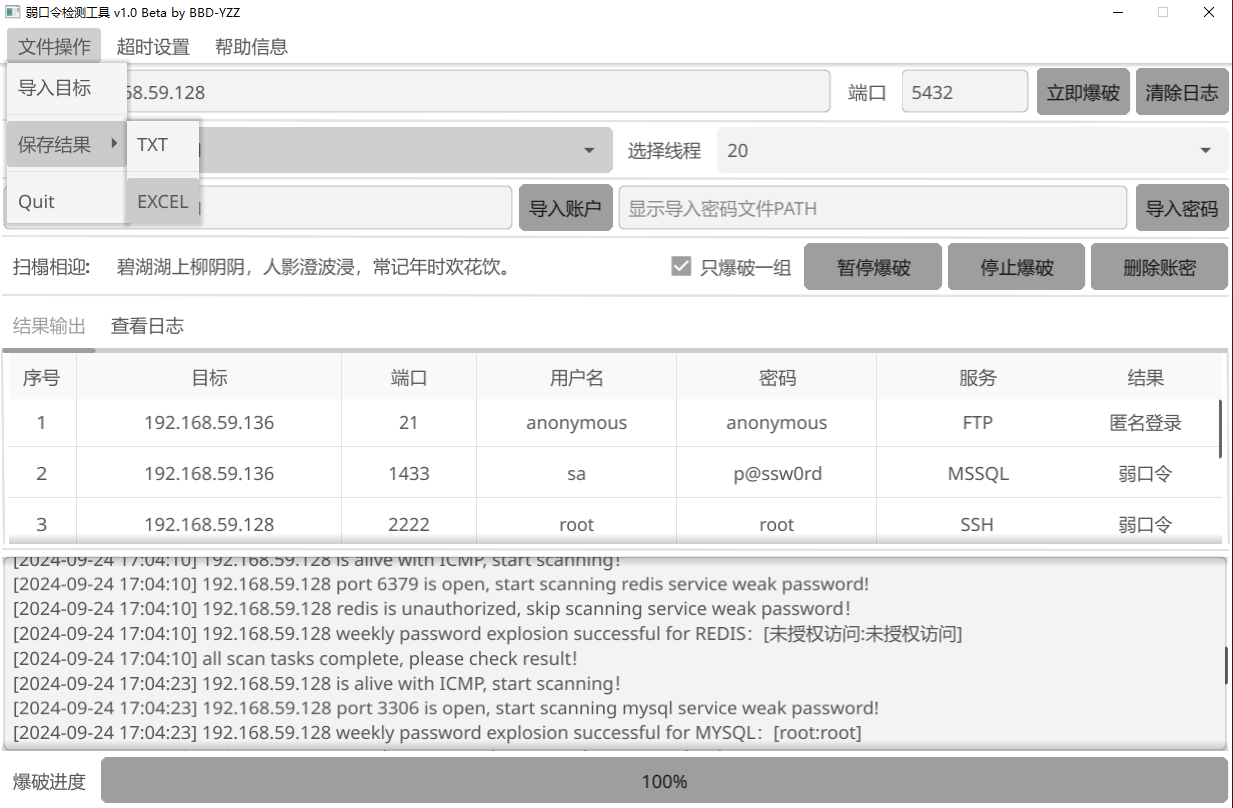 弱口令检测工具 v1.0 Beta by BBD-YZZ
文件操作 超时设置 帮助信息
导入目标
58.59.128 端口 5432 立即爆破 清除日志
保存结果 TXT 选择线程 20
Quit EXCEL 导入账户 显示导入密码文件PATH 导入密码
扫榻相迎: 碧湖湖上柳阴阴，人影澄波浸，常记年时欢花饮。 只爆破一组 暂停爆破 停止爆破 删除账密
结果输出 查看日志
序号 目标 端口 用户名 密码 服务 结果
1 192.168.59.136 21 anonymous anonymous FTP 匿名登录
2 192.168.59.136 1433 sa p@ssw0rd MSSQL 弱口令
3 192.168.59.128 2222 root root SSH 弱口令
[2024-09-24 17:04:10] 192.168.59.128 is alive with ICMP, start scanning!
[2024-09-24 17:04:10] 192.168.59.128 port 6379 is open, start scanning redis service weak password!
[2024-09-24 17:04:10] 192.168.59.128 redis is unauthorized, skip scanning service weak password!
[2024-09-24 17:04:10] 192.168.59.128 weekly password explosion successful for REDIS：[未授权访问:未授权访问]
[2024-09-24 17:04:10] all scan tasks complete, please check result!
[2024-09-24 17:04:23] 192.168.59.128 is alive with ICMP, start scanning!
[2024-09-24 17:04:23] 192.168.59.128 port 3306 is open, start scanning mysql service weak password!
[2024-09-24 17:04:23] 192.168.59.128 weekly password explosion successful for MYSQL：[root:root]
爆破进度 100%